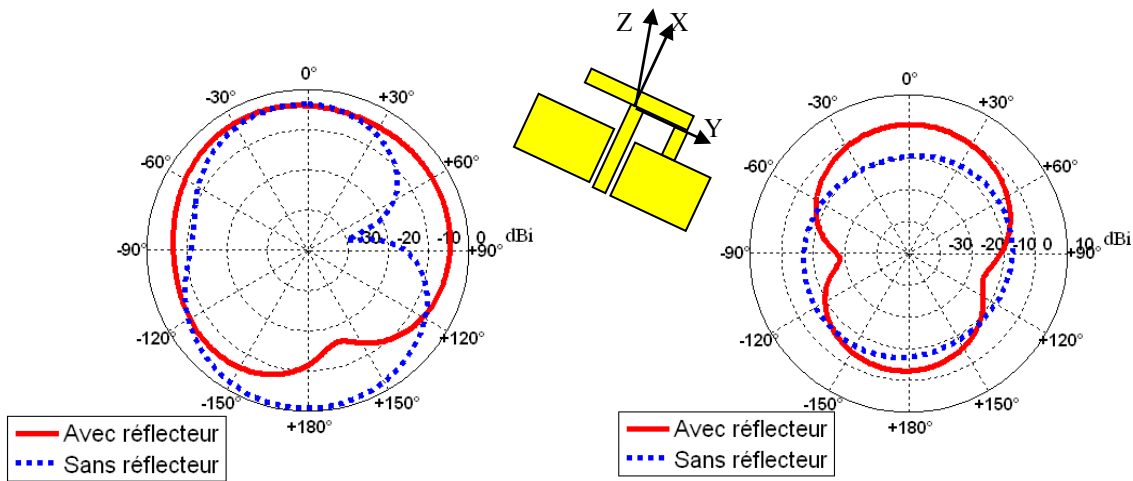 0°
-30°
+30°
-60°
+60°
-90°
-30 -20 -10 0 dBi
+90°
-120°
+120°
-150°
+150°
+180°
Avec réflecteur
Sans réflecteur
Z
X
Y
0°
-30°
+30°
-60°
+60°
-90°
-30 -20 -10 0 10 dBi
+90°
-120°
+120°
-150°
+150°
+180°
Avec réflecteur
Sans réflecteur